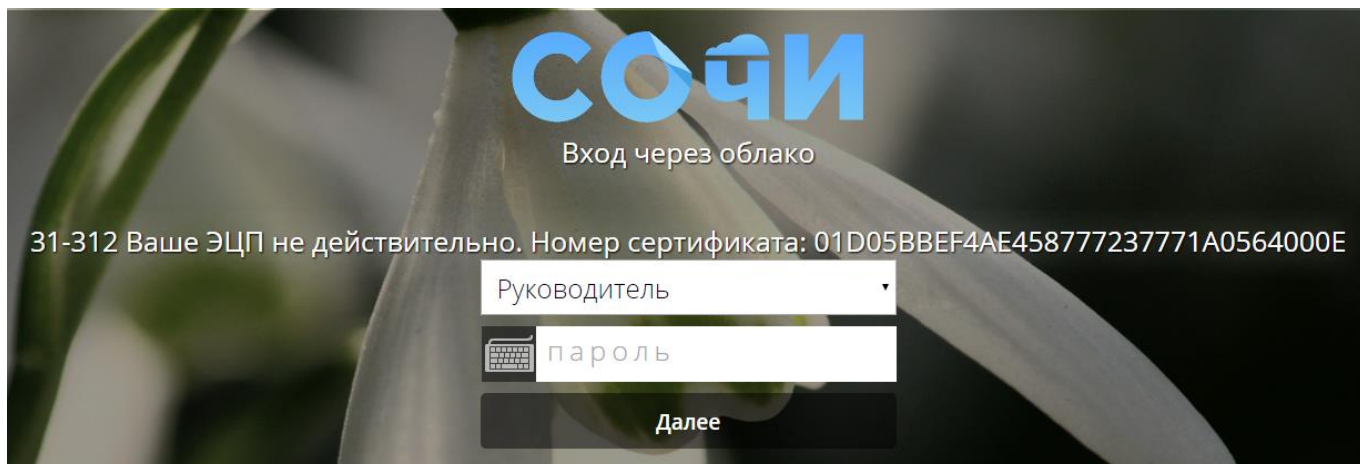 СОЧИ
Вход через облако
31-312 Ваше ЭЦП не действительно. Номер сертификата: 01D05BBEF4AE458777237771A0564000E
Руководитель
пароль
Далее